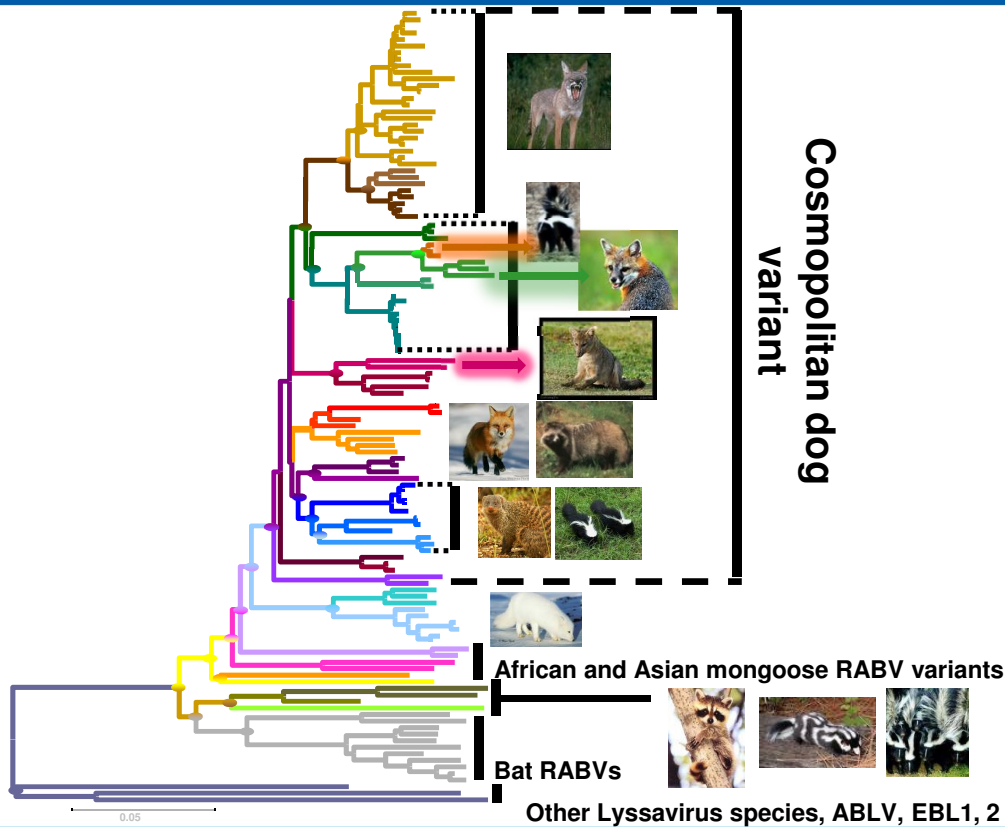 Cosmopolitan dog
variant
African and Asian mongoose RABV variants
Bat RABVs
Other Lyssavirus species, ABLV, EBL1, 2
0.05